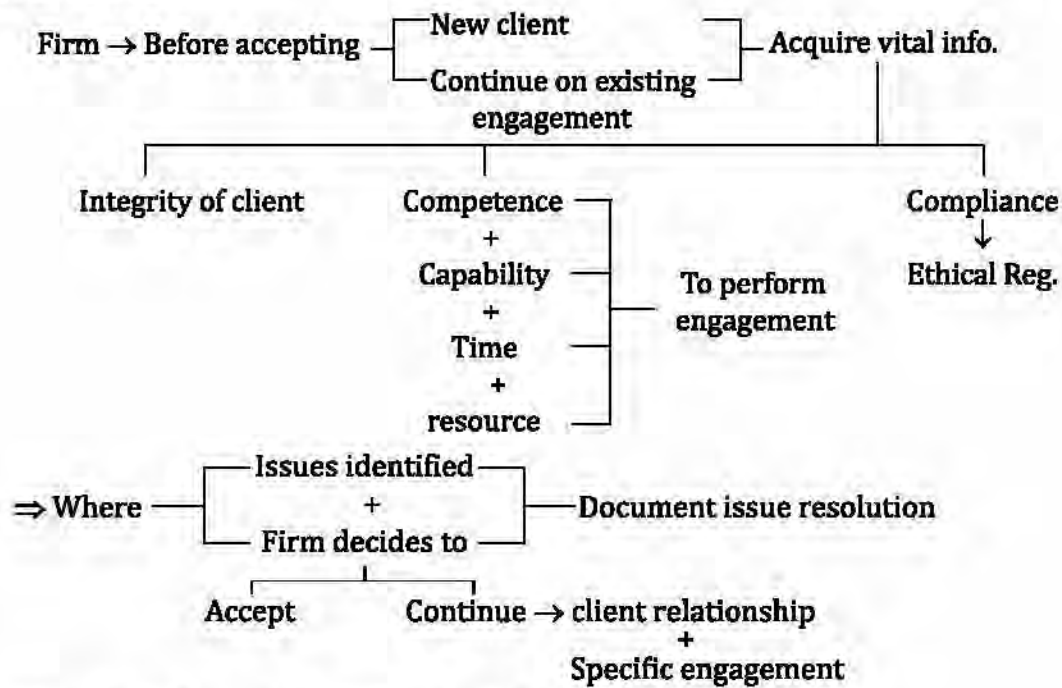 New client
Firm → Before accepting
Acquire vital info.
Continue on existing
engagement
Integrity of client
Competence
Compliance
+
↓
Capability
To perform
engagement
Ethical Reg.
+
Time
+
resource
Issues identified
⇒ Where
+
Document issue resolution
Firm decides to
Accept
Continue → client relationship
+
Specific engagement